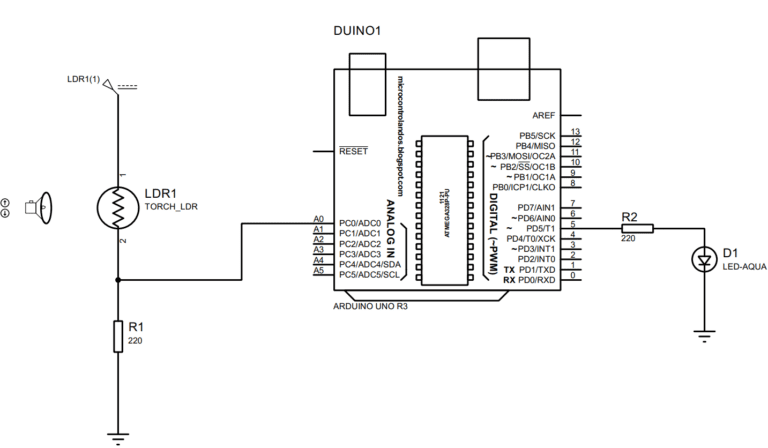 DUINO1
LDR1(1)
microcontrolandos.blogspot.com
AREF
RESET
PB5/SCK 13
PB4/MISO 12
~PB3/MOSI/OC2A 11
~ PB2/SS/OC1B 10
~ PB1/OC1A 9
PB0/ICP1/CLKO 8
1
LDR1
TORCH_LDR
2
1121
ATMEGA328P-PU
ANALOG IN
DIGITAL (~PWM)
A0 PC0/ADC0
A1 PC1/ADC1
A2 PC2/ADC2
A3 PC3/ADC3
A4 PC4/ADC4/SDA
A5 PC5/ADC5/SCL
PD7/AIN1 7
~ PD6/AIN0 6
~ PD5/T1 5
PD4/T0/XCK 4
~ PD3/INT1 3
PD2/INT0 2
TX PD1/TXD 1
RX PD0/RXD 0
R2
220
D1
LED-AQUA
ARDUINO UNO R3
R1
220